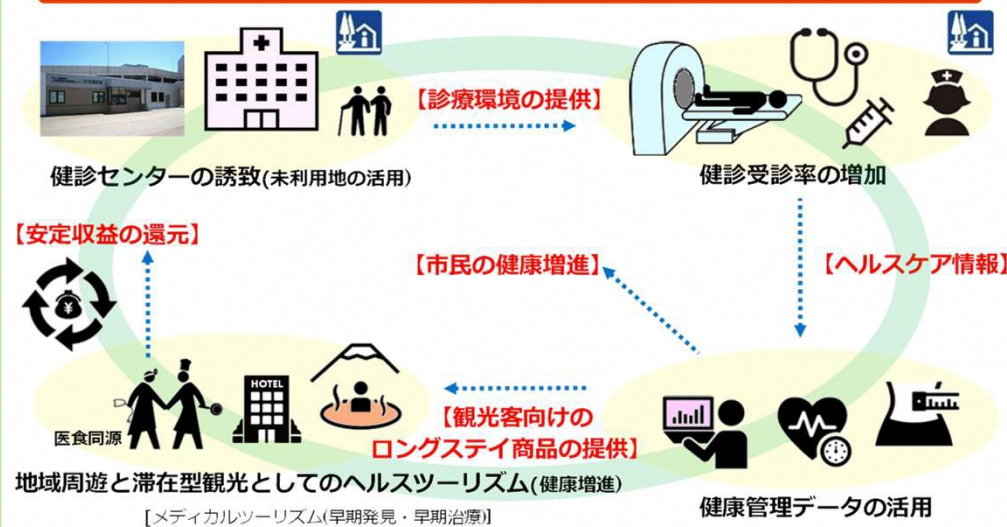 【診療環境の提供】
健診センターの誘致(未利用地の活用)
健診受診率の増加
【安定収益の還元】
【市民の健康増進】
【ヘルスケア情報】
¥
HOTEL
医食同源
【観光客向けの
ロングステイ商品の提供】
地域周遊と滞在型観光としてのヘルスツーリズム(健康増進)
[メディカルツーリズム(早期発見・早期治療)]
健康管理データの活用